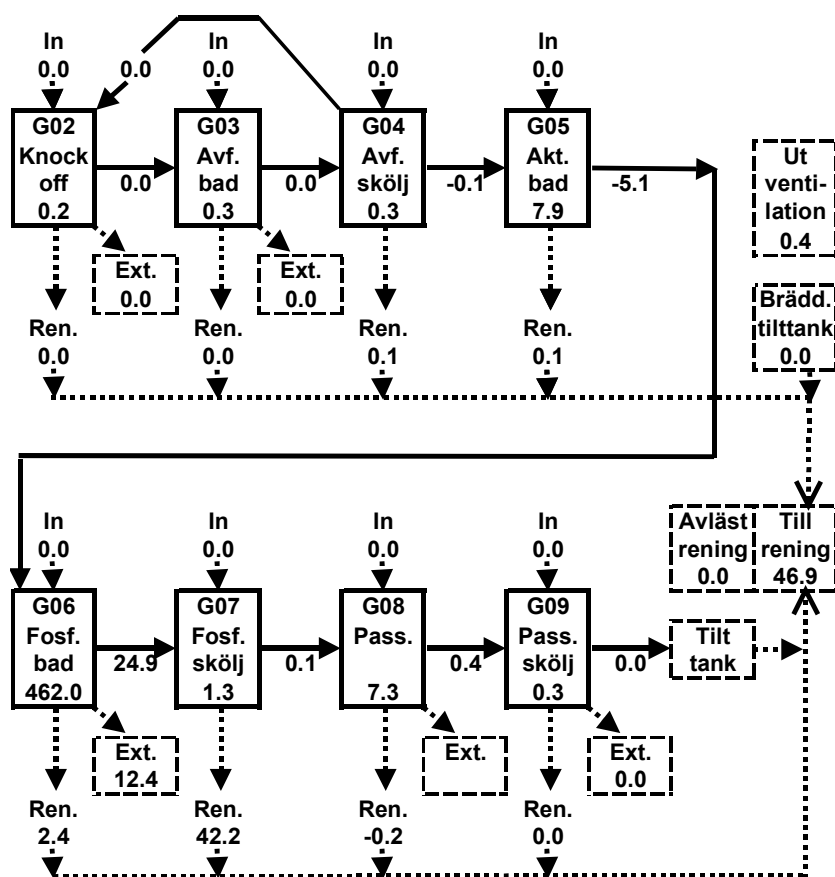 In
0.0
0.0
In
0.0
In
0.0
In
0.0
G02
Knock
off
0.2
0.0
G03
Avf.
bad
0.3
0.0
G04
Avf.
skölj
0.3
-0.1
G05
Akt.
bad
7.9
-5.1
Ut
venti-
lation
0.4
Ext.
0.0
Ext.
0.0
Ren.
0.0
Ren.
0.0
Ren.
0.1
Ren.
0.1
Brädd.
tilttank
0.0
In
0.0
In
0.0
In
0.0
In
0.0
Avläst
rening
0.0
Till
rening
46.9
G06
Fosf.
bad
462.0
24.9
G07
Fosf.
skölj
1.3
0.1
G08
Pass.
7.3
0.4
G09
Pass.
skölj
0.3
0.0
Tilt
tank
Ext.
12.4
Ext.
Ext.
0.0
Ren.
2.4
Ren.
42.2
Ren.
-0.2
Ren.
0.0